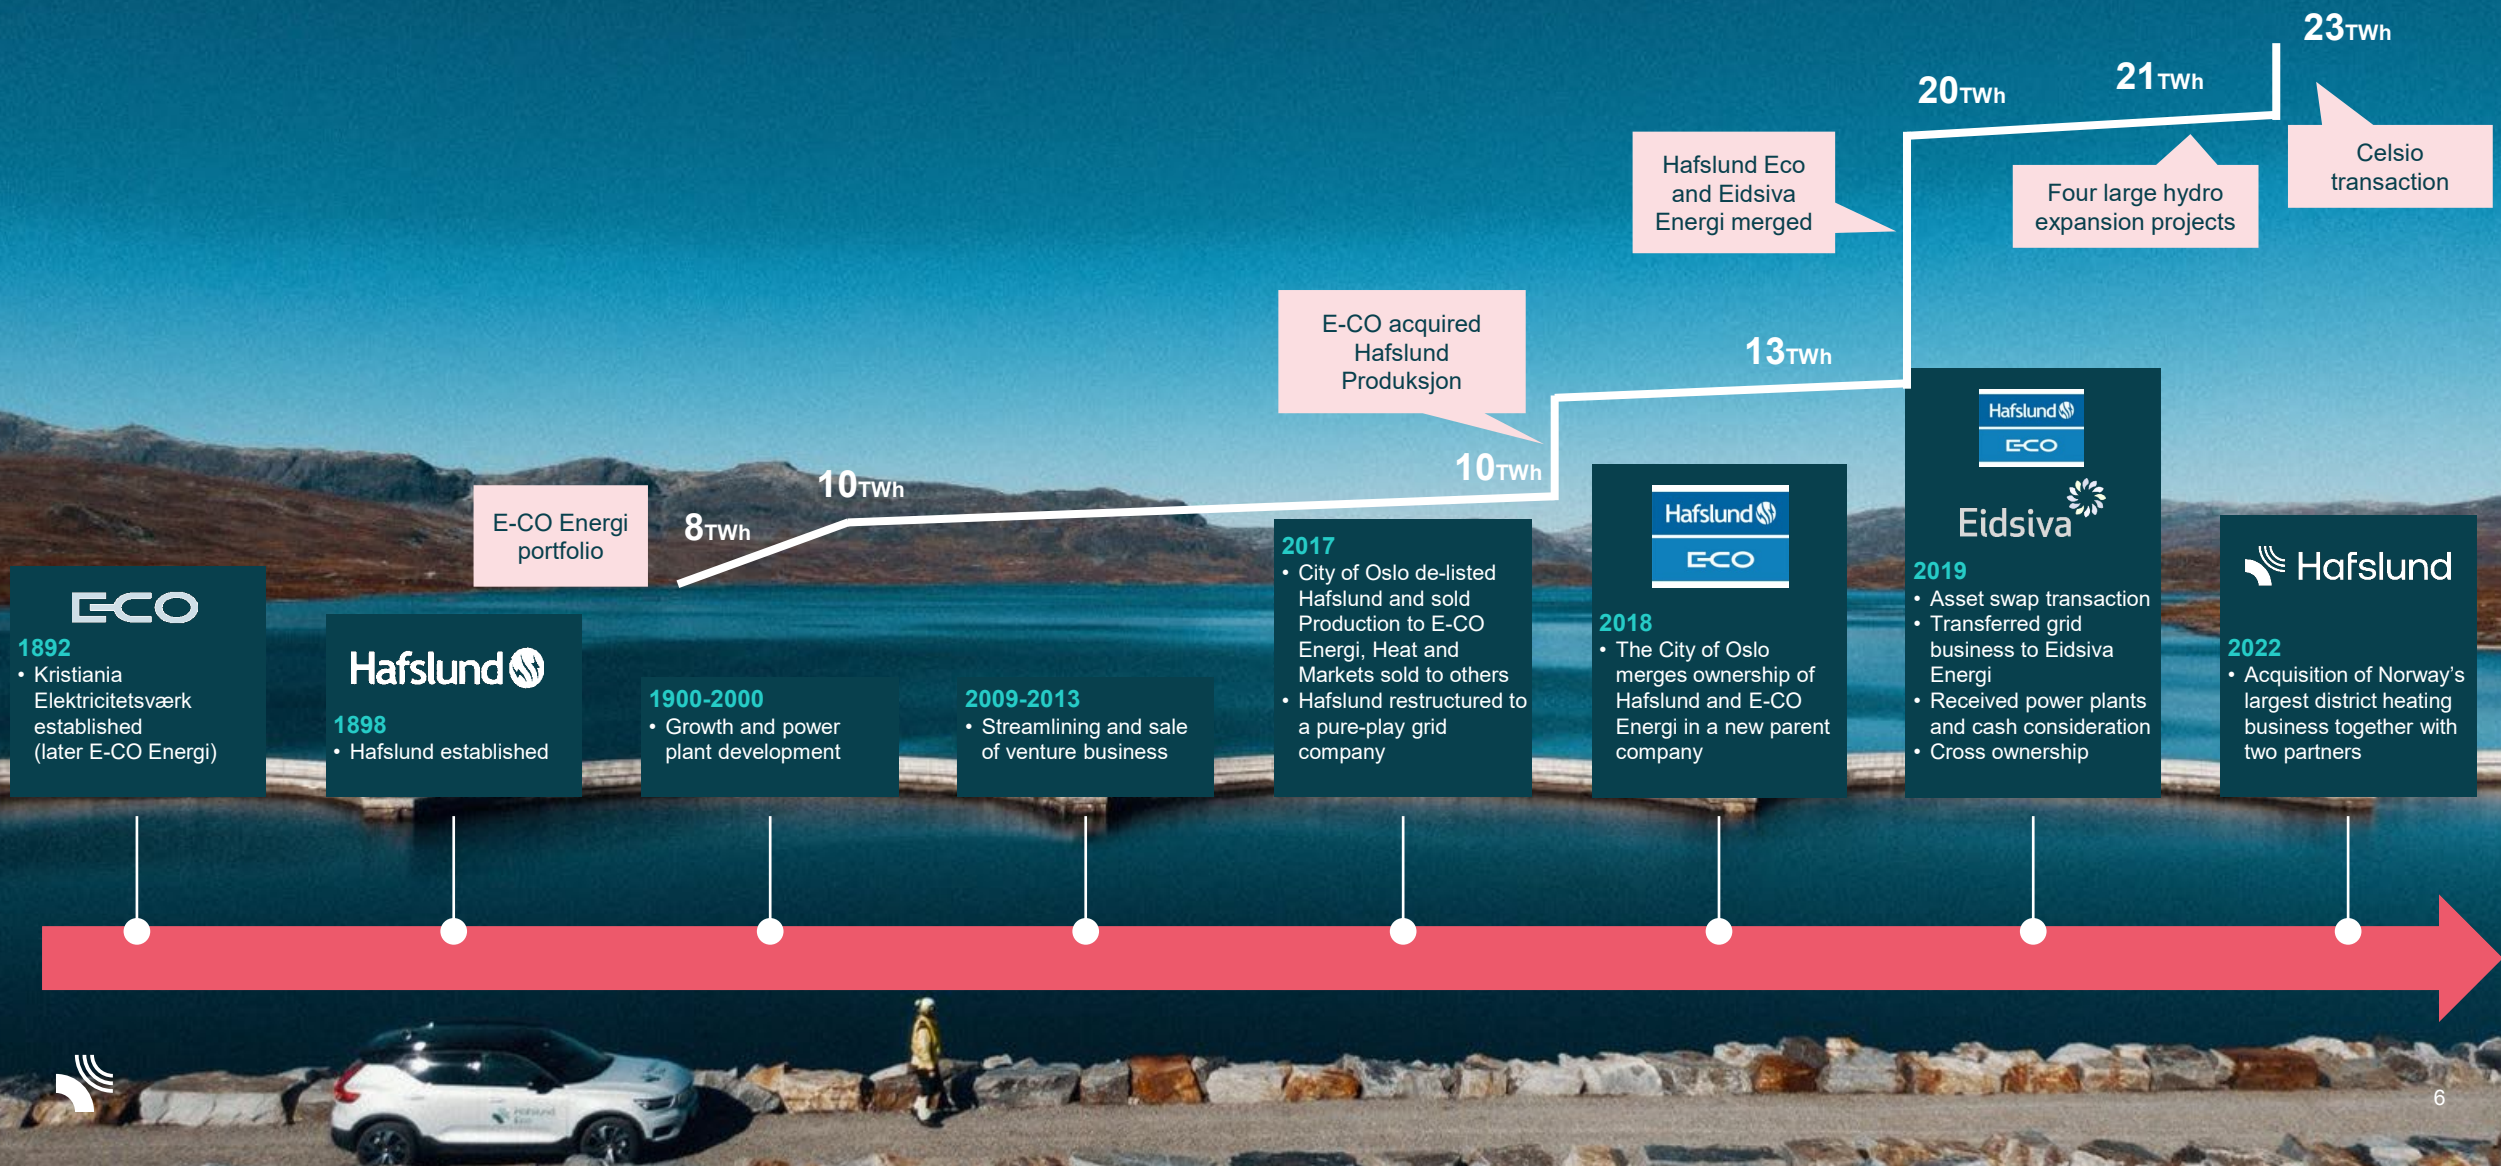 23TWh
21TWh
20TWh
Celsio
transaction
Hafslund Eco
and Eidsiva
Energi merged
Four large hydro
expansion projects
E-CO acquired
Hafslund
Produksjon
13TWh
10TWh
10TWh
8TWh
E-CO Energi
portfolio
E-CO
1892
• Kristiania
Elektricitetsværk
established
(later E-CO Energi)
Hafslund
1898
• Hafslund established
1900-2000
• Growth and power
plant development
2009-2013
• Streamlining and sale
of venture business
2017
• City of Oslo de-listed
Hafslund and sold
Production to E-CO
Energi, Heat and
Markets sold to others
• Hafslund restructured to
a pure-play grid
company
Hafslund
E-CO
2018
• The City of Oslo
merges ownership of
Hafslund and E-CO
Energi in a new parent
company
Hafslund
E-CO
Eidsiva
2019
• Asset swap transaction
• Transferred grid
business to Eidsiva
Energi
• Received power plants
and cash consideration
• Cross ownership
Hafslund
2022
• Acquisition of Norway's
largest district heating
business together with
two partners
Hafslund
Eco
6